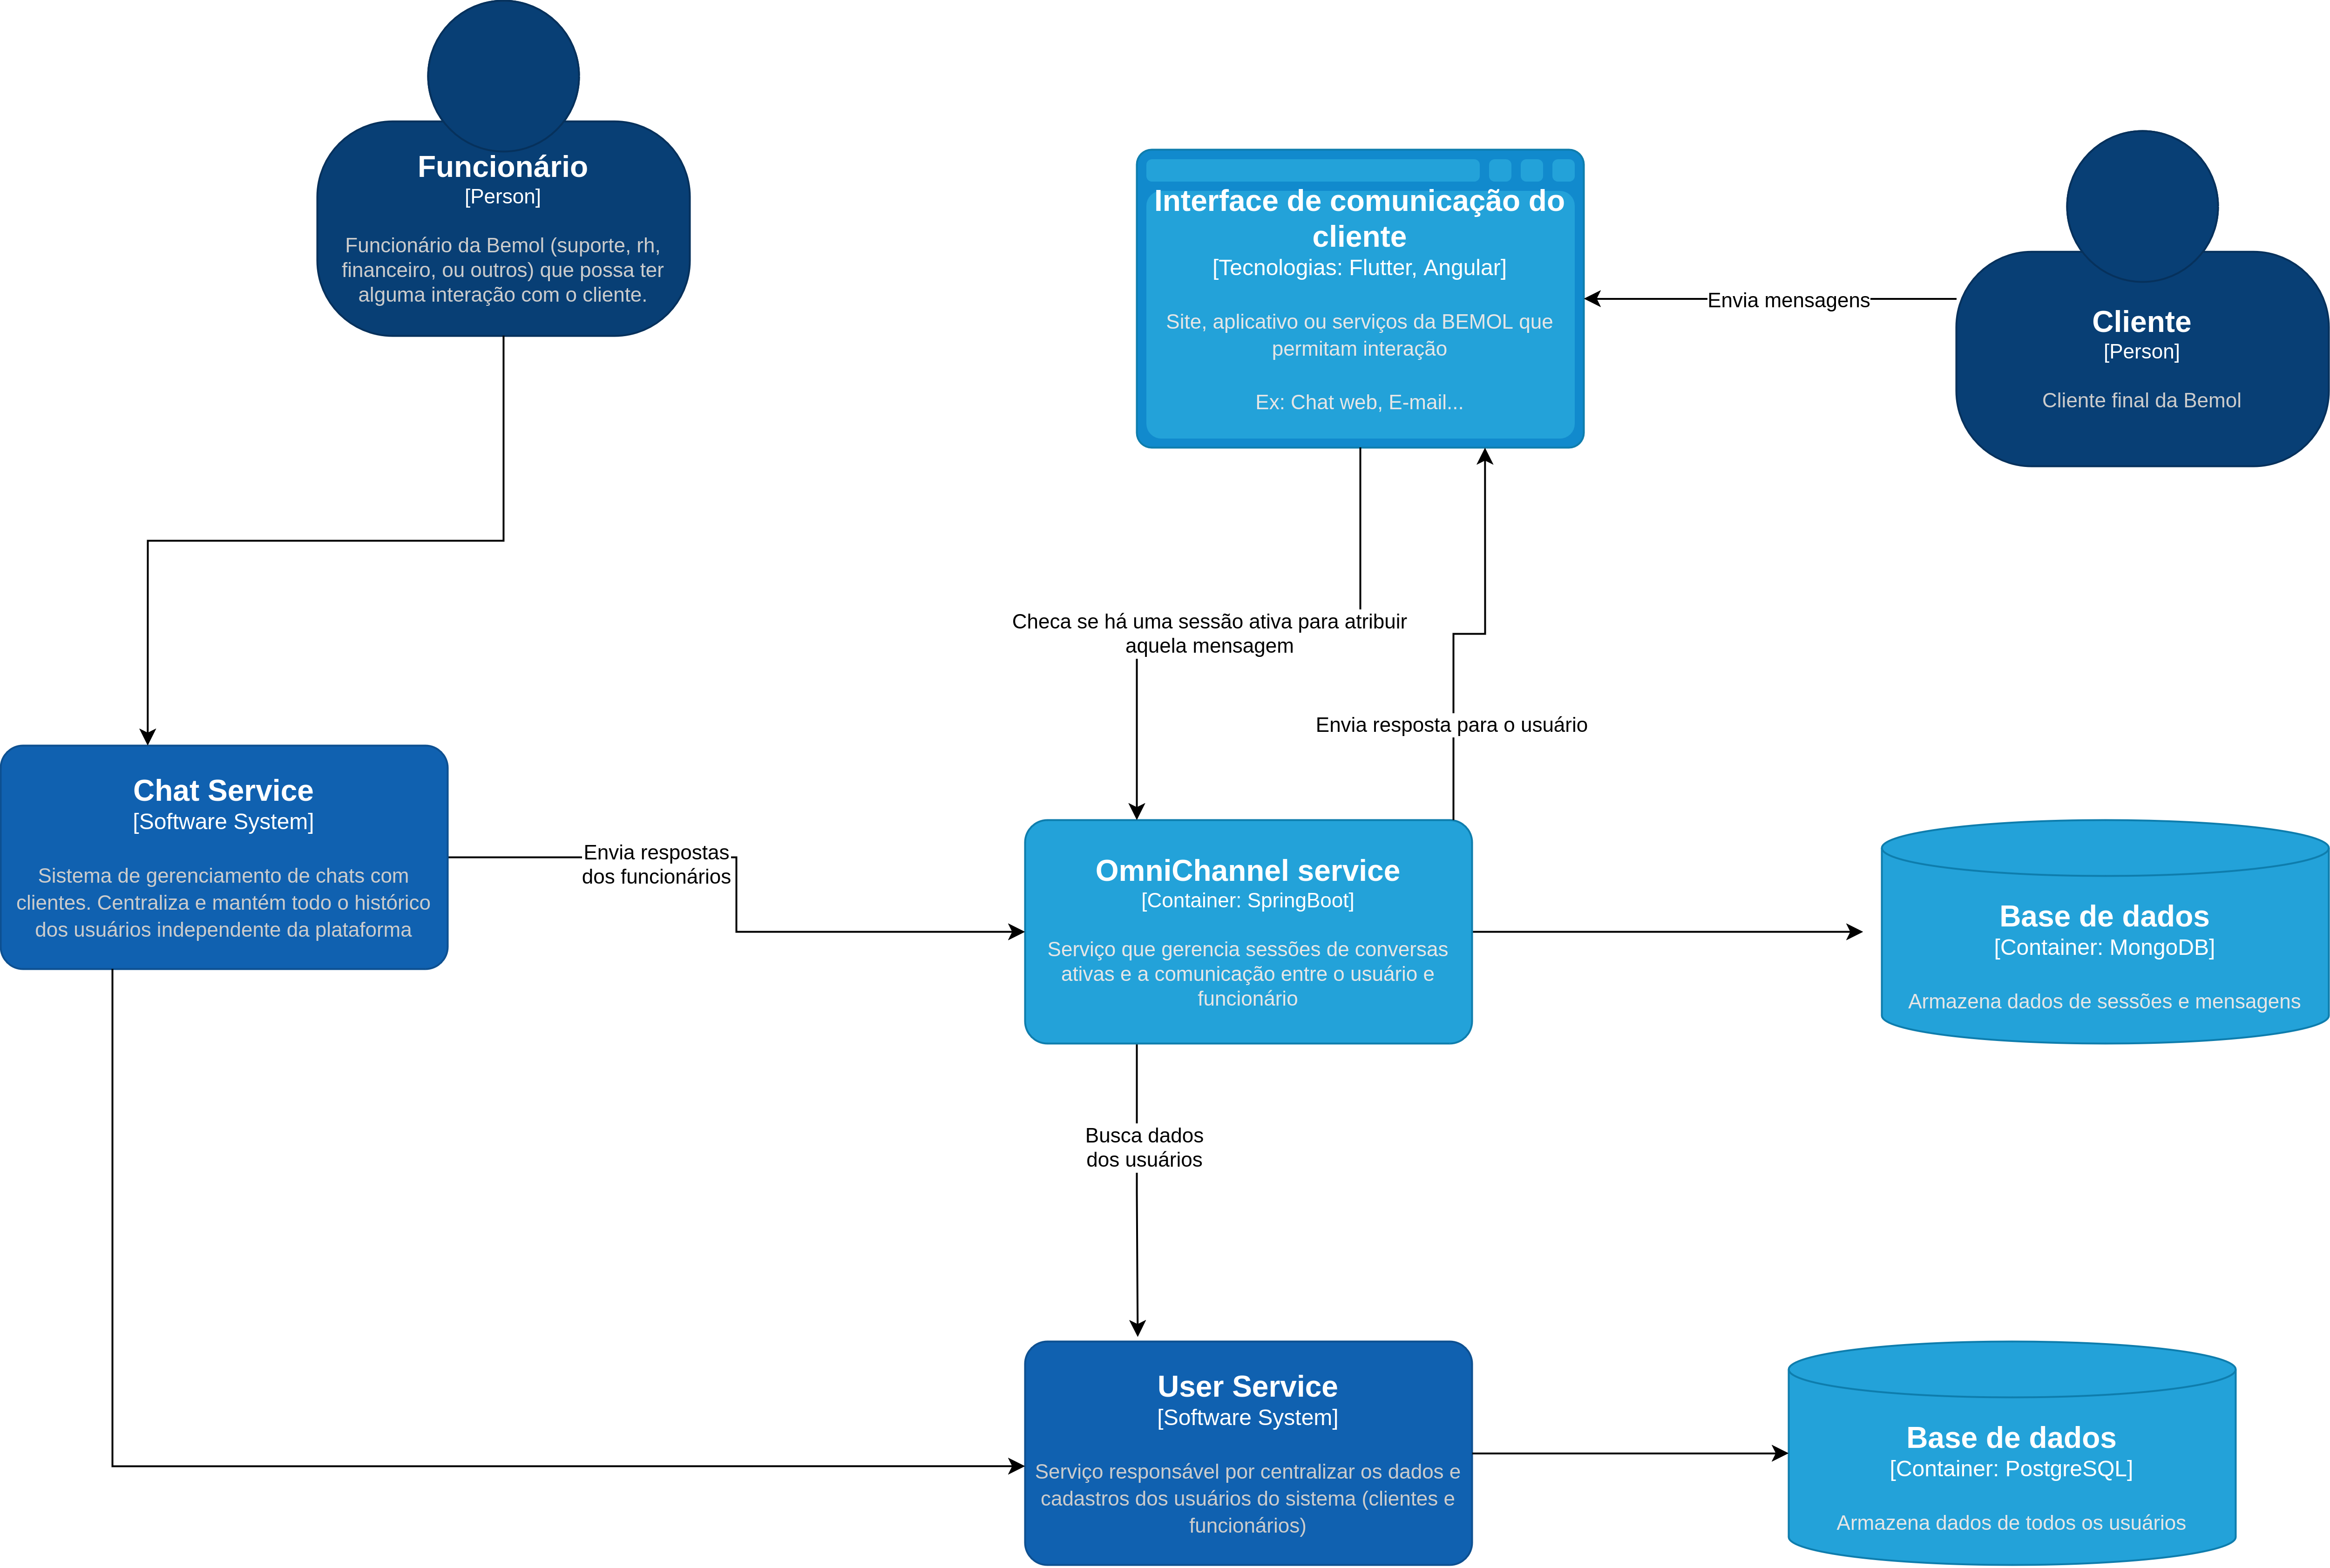 Funcionário
[Person]
Funcionário da Bemol (suporte, rh,
financeiro, ou outros) que possa ter
alguma interação com o cliente.
Interface de comunicação do
cliente
[Tecnologias: Flutter, Angular]
Site, aplicativo ou serviços da BEMOL que
permitam interação
Ex: Chat web, E-mail...
Envia mensagens
Cliente
[Person]
Cliente final da Bemol
Checa se há uma sessão ativa para atribuir
aquela mensagem
Envia resposta para o usuário
Chat Service
[Software System]
Sistema de gerenciamento de chats com
clientes. Centraliza e mantém todo o histórico
dos usuários independente da plataforma
Envia respostas
dos funcionários
OmniChannel service
[Container: SpringBoot]
Serviço que gerencia sessões de conversas
ativas e a comunicação entre o usuário e
funcionário
Base de dados
[Container: MongoDB]
Armazena dados de sessões e mensagens
Busca dados
dos usuários
User Service
[Software System]
Serviço responsável por centralizar os dados e
cadastros dos usuários do sistema (clientes e
funcionários)
Base de dados
[Container: PostgreSQL]
Armazena dados de todos os usuários